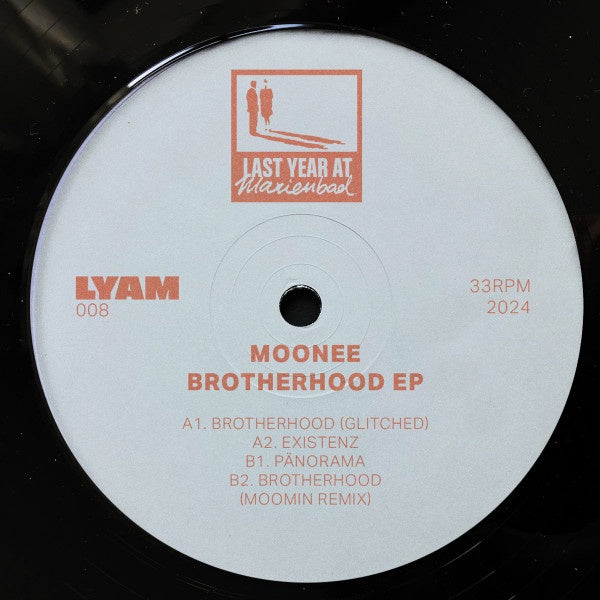 LAST YEAR AT
Marienbad
LYAM
008
33RPM
2024
MOONEE
BROTHERHOOD EP
A1. BROTHERHOOD (GLITCHED)
A2. EXISTENZ
B1. PÄNORAMA
B2. BROTHERHOOD
(MOOMIN REMIX)